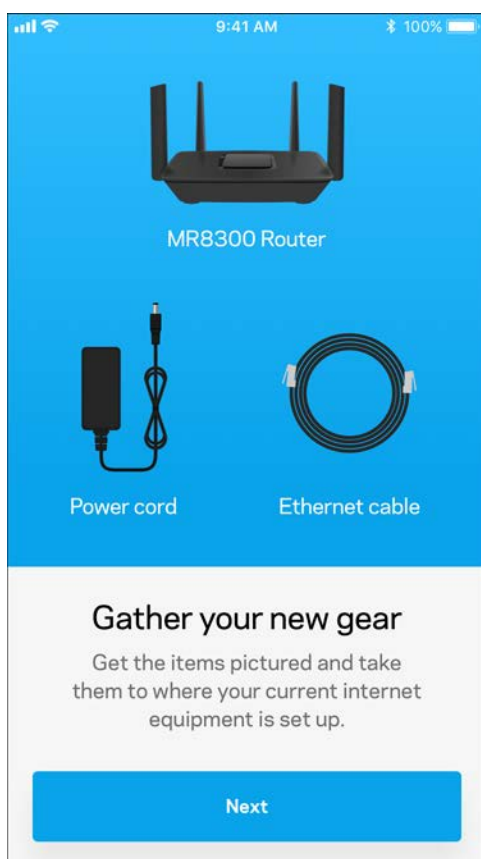 9:41 AM
100%
MR8300 Router
Power cord
Ethernet cable
Gather your new gear
Get the items pictured and take
them to where your current internet
equipment is set up.
Next